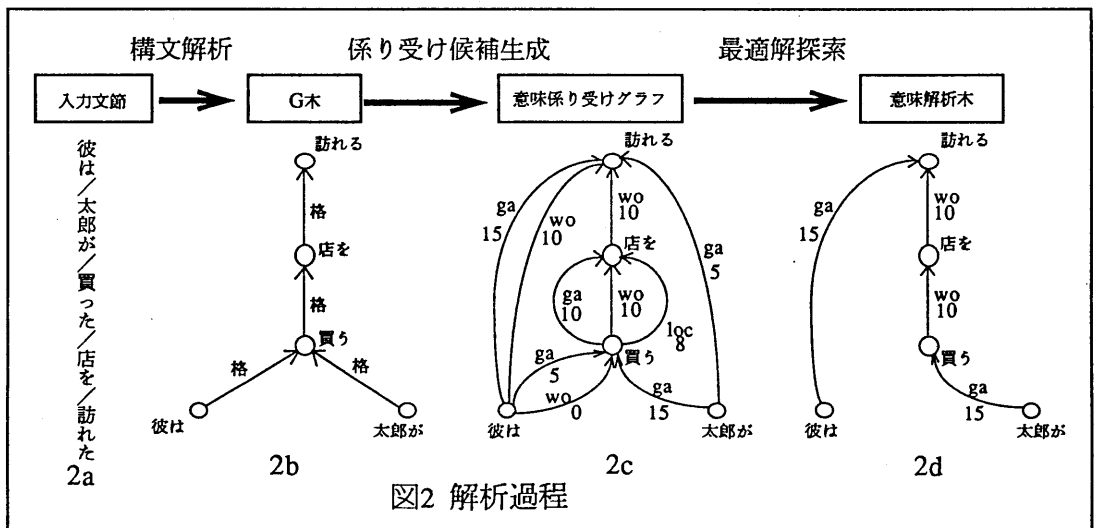 構文解析 係り受け候補生成 最適解探索
入力文節 G木 意味係り受けグラフ 意味解析木
彼は/太郎が/買った/店を/訪れた
2a
訪れる
格
店を
格
買う
格 格
彼は 太郎が
2b
訪れる
ga
15
wo
10
wo
10
ga
5
店を
ga
10
wo
10
loc
8
買う
ga
5
wo
0
ga
15
彼は 太郎が
2c
訪れる
ga
15
wo
10
店を
wo
10
買う
ga
15
彼は 太郎が
2d
図2 解析過程